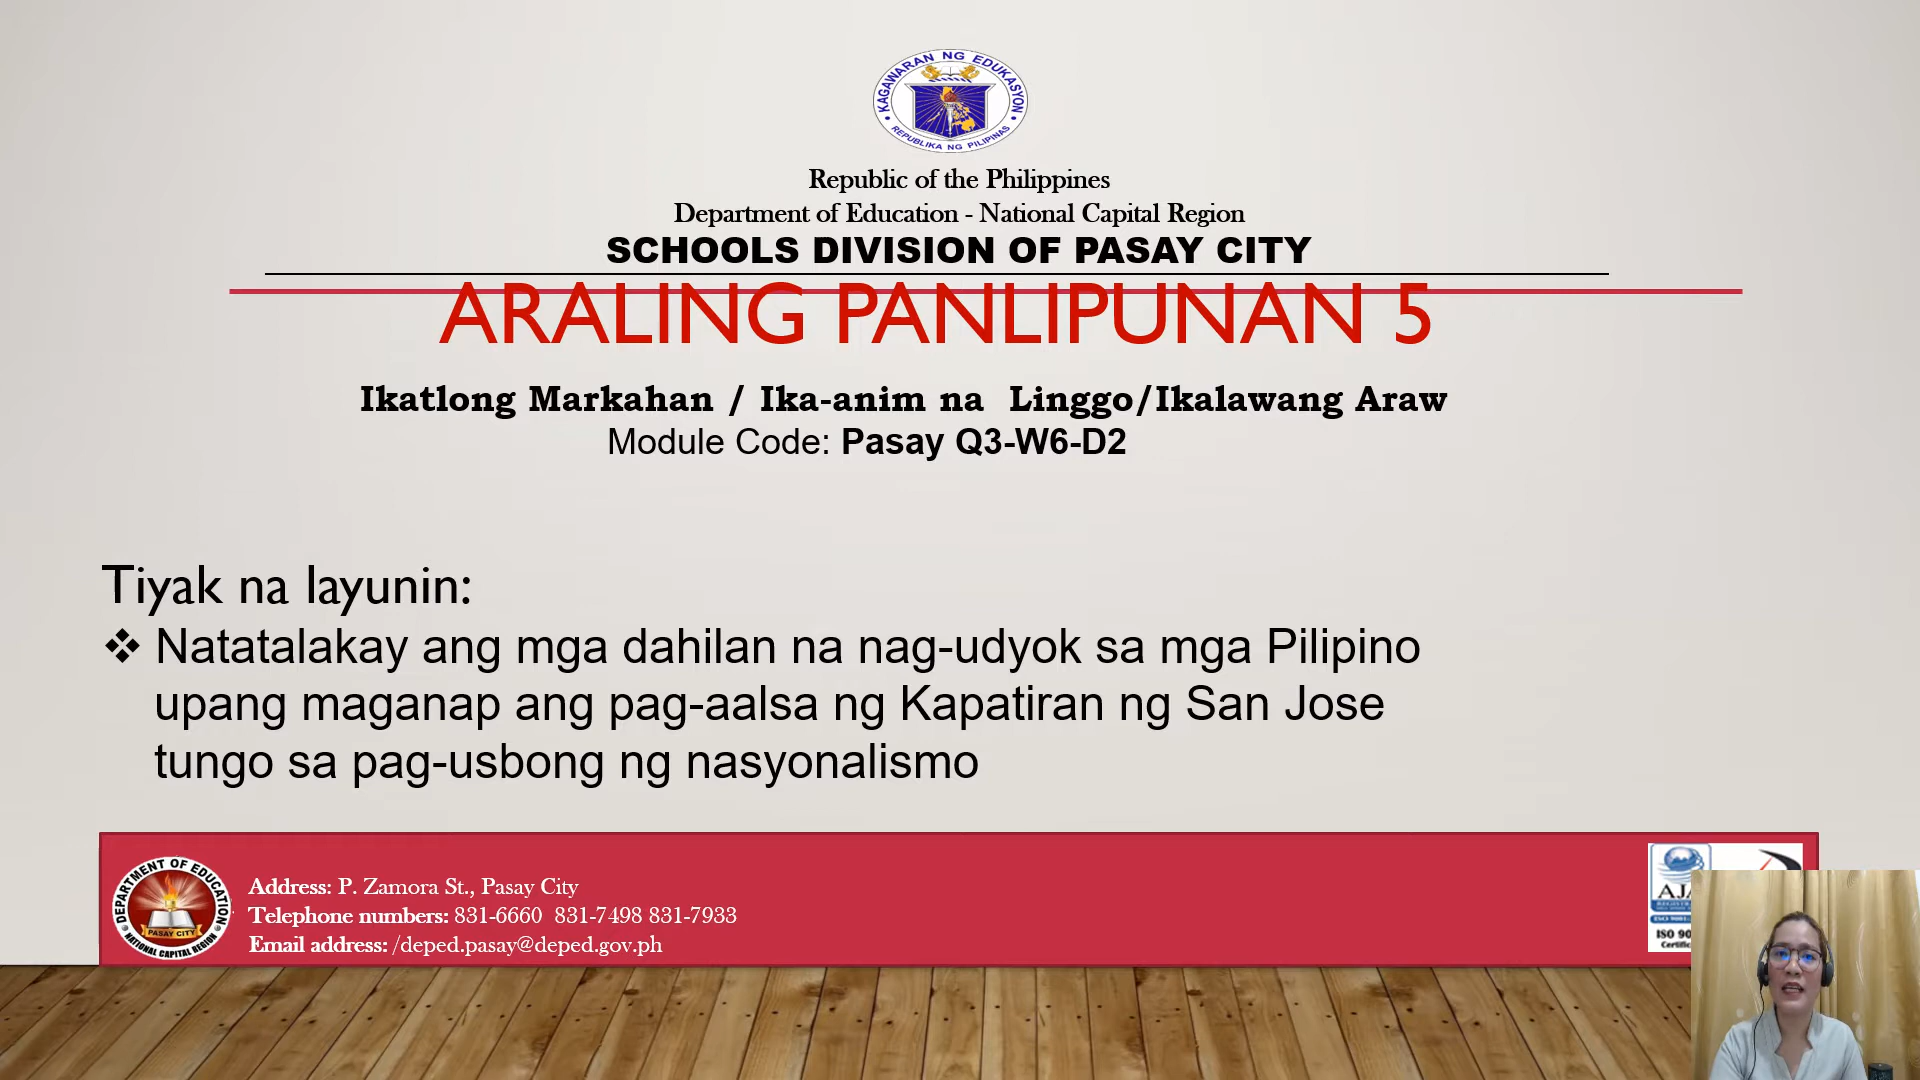 KAGAWARAN NG EDUKASYON
REPUBLIKA NG PILIPINAS
Republic of the Philippines
Department of Education - National Capital Region
SCHOOLS DIVISION OF PASAY CITY
ARALING PANLIPUNAN 5
Ikatlong Markahan / Ika-anim na Linggo/Ikalawang Araw
Module Code: Pasay Q3-W6-D2
Tiyak na layunin:
❖ Natatalakay ang mga dahilan na nag-udyok sa mga Pilipino
upang maganap ang pag-aalsa ng Kapatiran ng San Jose
tungo sa pag-usbong ng nasyonalismo
DEPARTMENT OF EDUCATION
PASAY CITY
NATIONAL CAPITAL REGION
Address: P. Zamora St., Pasay City
Telephone numbers: 831-6660 831-7498 831-7933
Email address: /deped.pasay@deped.gov.ph
AJA
ISO 90